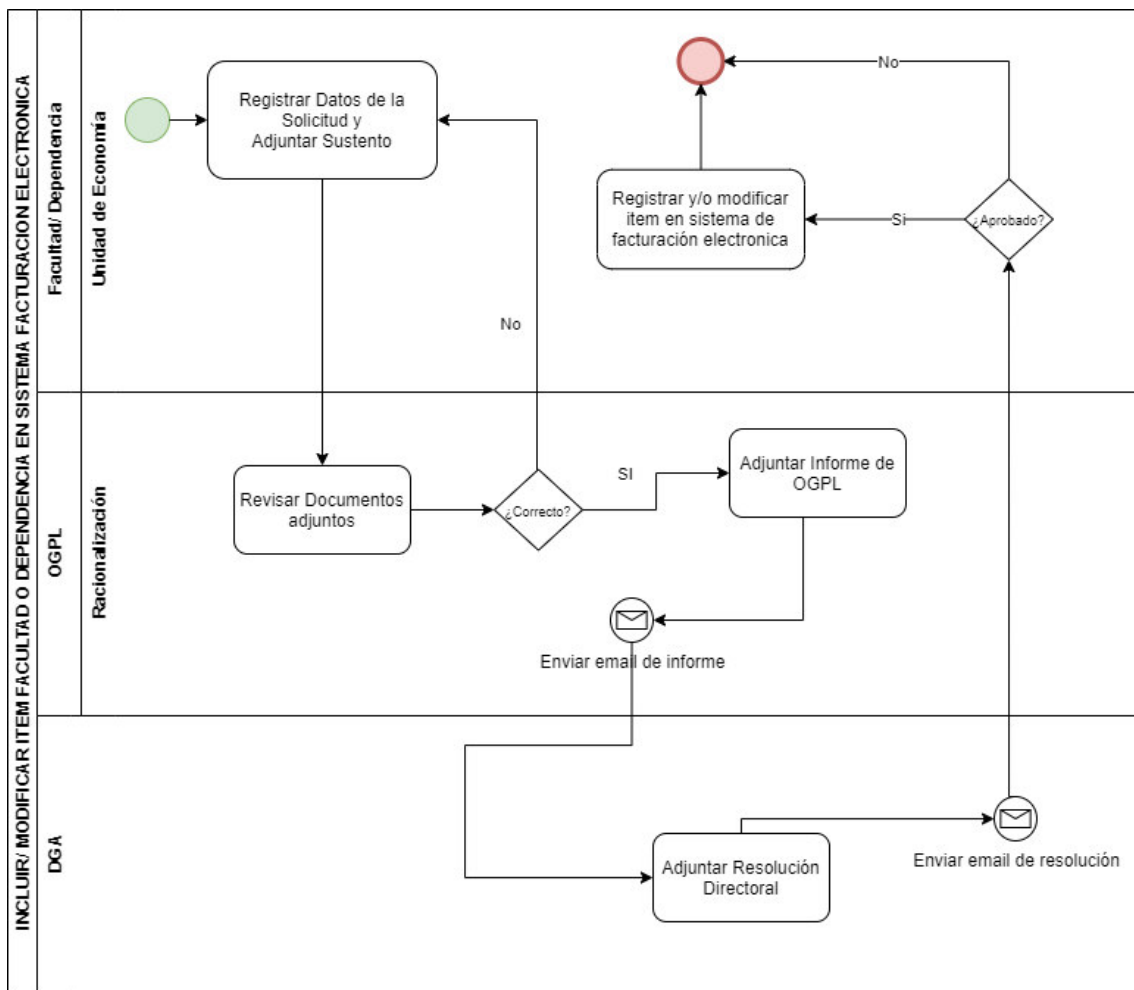 INCLUIR/ MODIFICAR ITEM FACULTAD O DEPENDENCIA EN SISTEMA FACTURACION ELECTRONICA
Facultad/ Dependencia
Unidad de Economía
Registrar Datos de la
Solicitud y
Adjuntar Sustento
No
Registrar y/o modificar
item en sistema de
facturación electronica
Si
¿Aprobado?
No
OGPL
Racionalización
Revisar Documentos
adjuntos
¿Correcto?
SI
Adjuntar Informe de
OGPL
Enviar email de informe
DGA
Adjuntar Resolución
Directoral
Enviar email de resolución